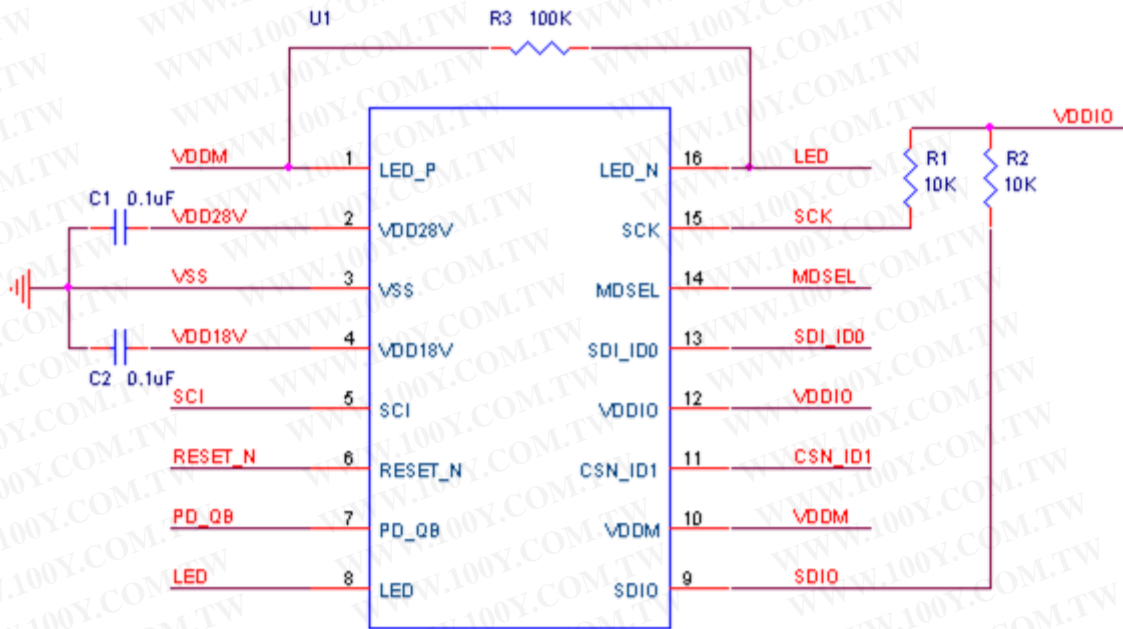 U1
R3 100K
VDDIO
VDDM 1 LED_P LED_N 16 LED
R1 10K
R2 10K
C1 0.1uF
VDD28V 2 VDD28V SCK 15 SCK
VSS 3 VSS MDSEL 14 MDSEL
VDD18V 4 VDD18V SDI_ID0 13 SDI_ID0
C2 0.1uF
SCI 5 SCI VDDIO 12 VDDIO
RESET_N 6 RESET_N CSN_ID1 11 CSN_ID1
PD_QB 7 PD_QB VDDM 10 VDDM
LED 8 LED SDIO 9 SDIO
WWW.100Y.COM.TW